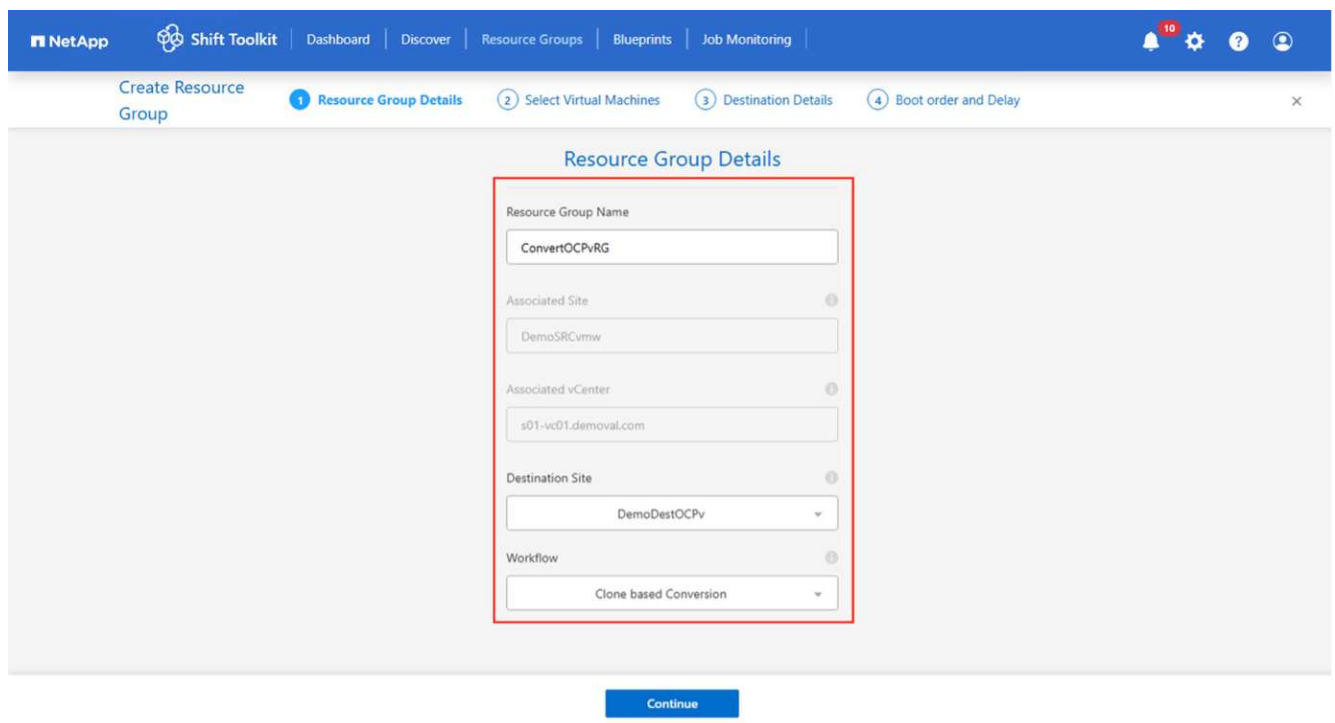 NetApp Shift Toolkit Dashboard Discover Resource Groups Blueprints Job Monitoring 10 ?
Create Resource
Group
1 Resource Group Details 2 Select Virtual Machines 3 Destination Details 4 Boot order and Delay
Resource Group Details
Resource Group Name
ConvertOCPvRG
Associated Site
DemoSRCvmw
Associated vCenter
s01-vc01.demoval.com
Destination Site
DemoDestOCPv
Workflow
Clone based Conversion
Continue